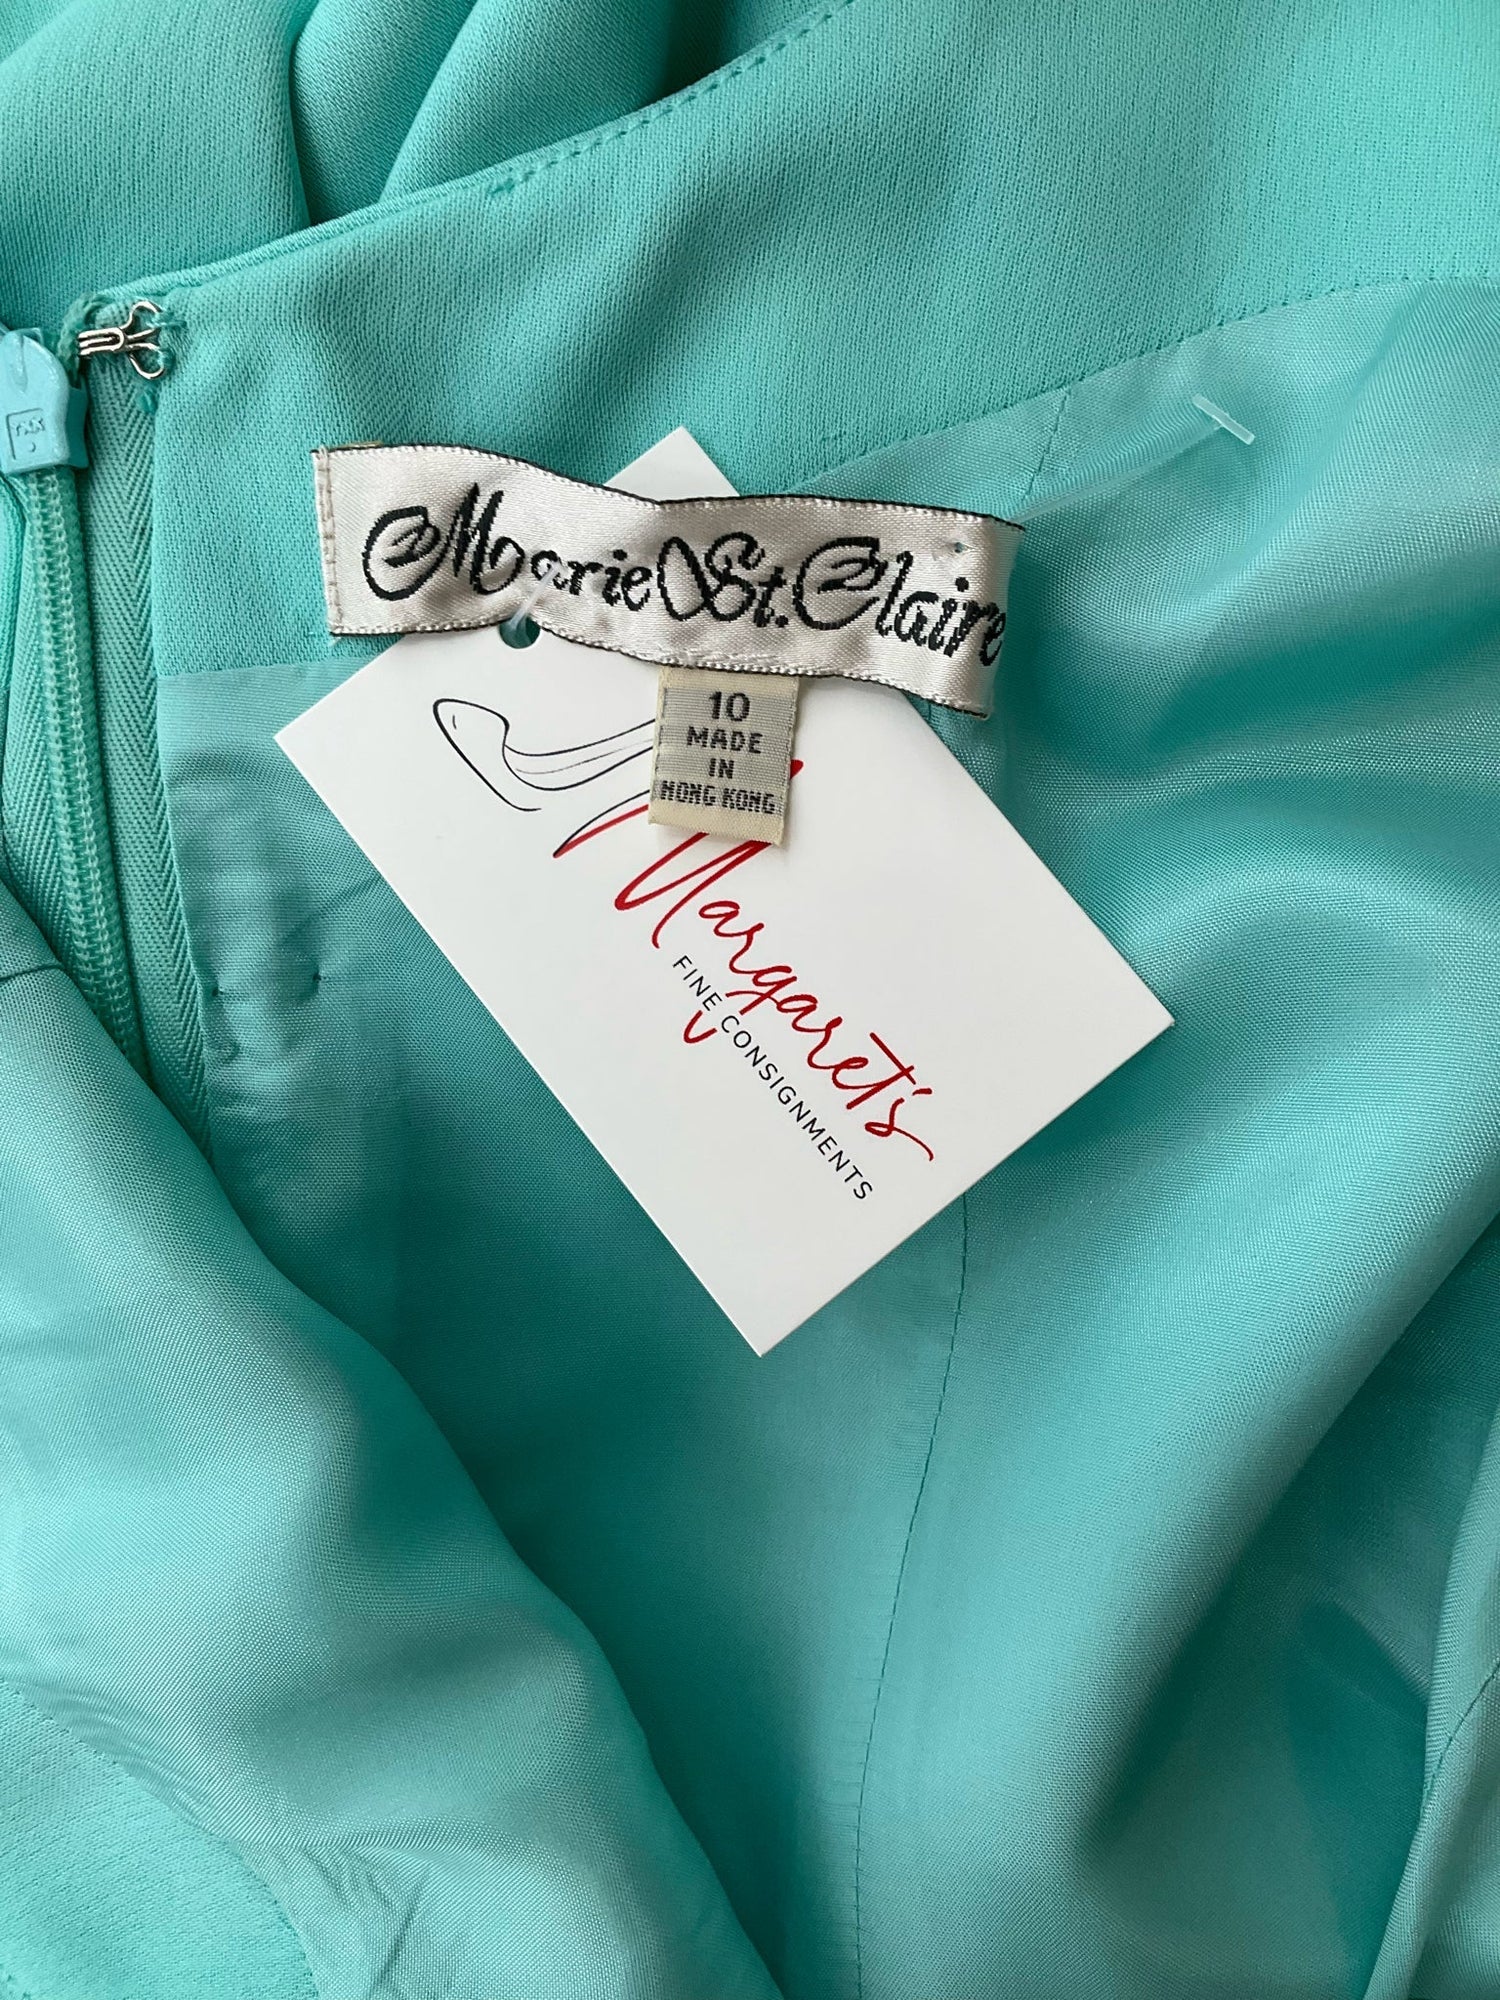 Marie St. Claire
10
MADE
IN
HONG KONG
Margaret's
FINE CONSIGNMENTS